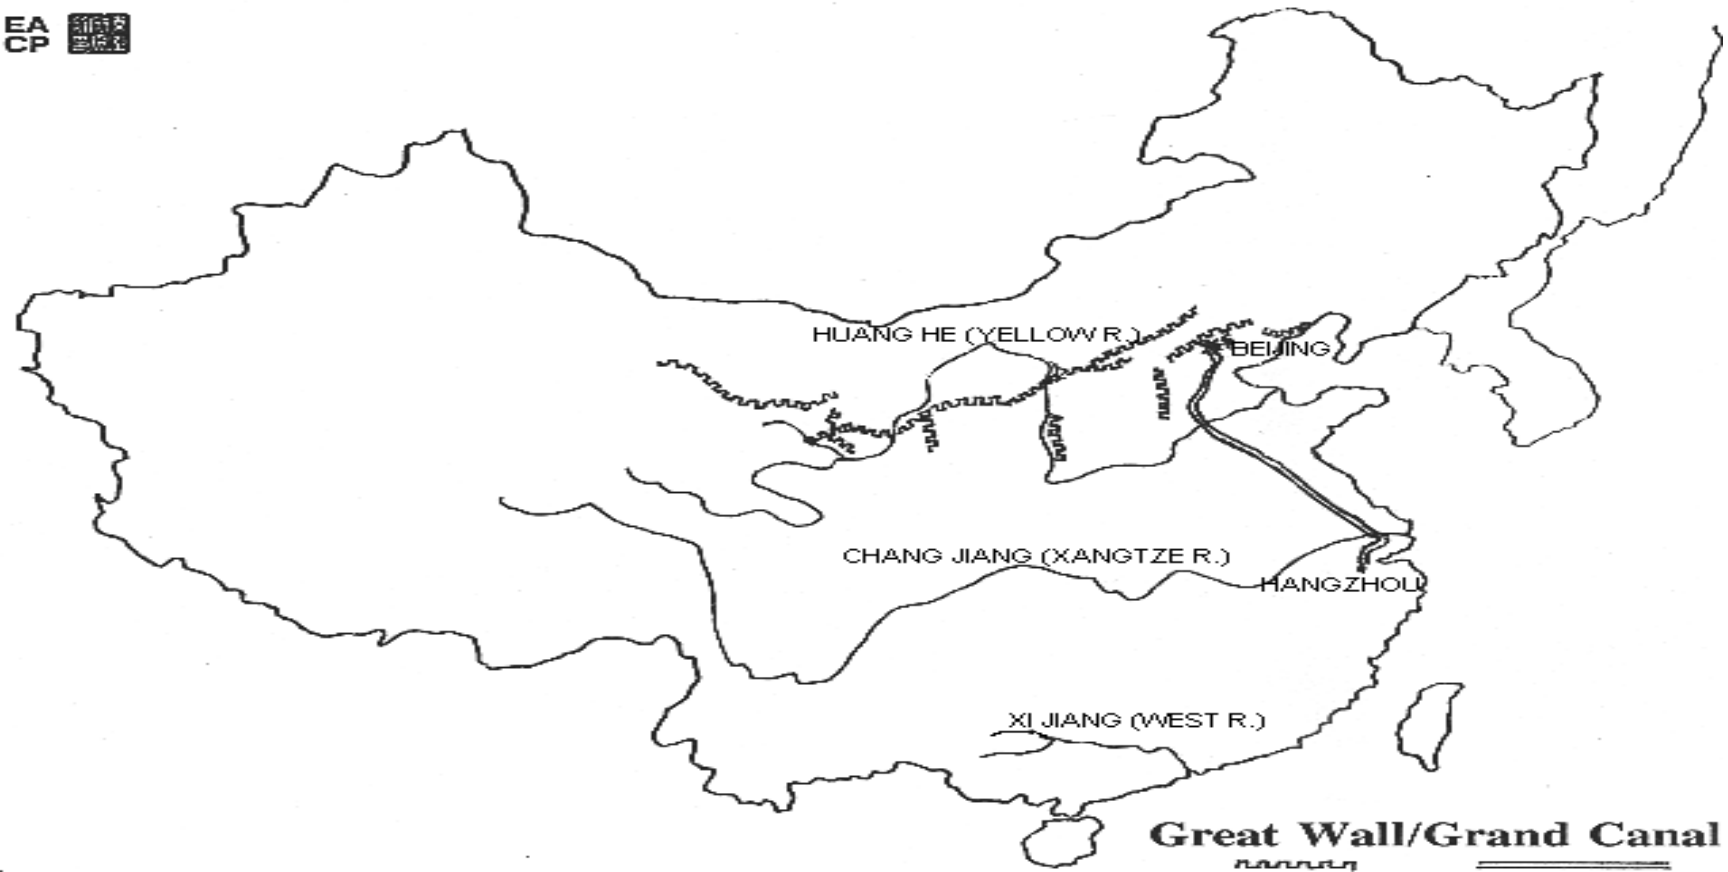 EA
CP
HUANG HE (YELLOW R.)
BEIJING
CHANG JIANG (XANGTZE R.)
HANGZHOU
XI JIANG (WEST R.)
Great Wall/Grand Canal